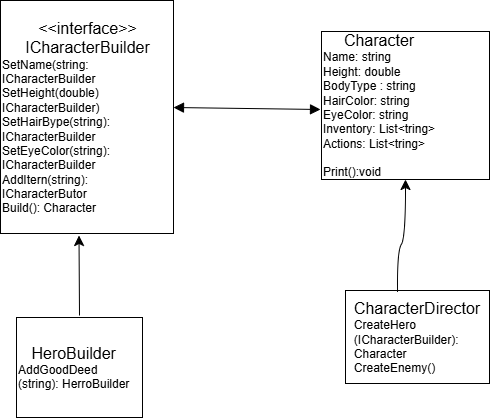 <<interface>>
ICharacterBuilder
SetName(string:
ICharacterBuilder
SetHeight(double)
ICharacterBuilder)
SetHairBype(string):
ICharacterBuilder
SetEyeColor(string):
ICharacterBuilder
AddItern(string):
ICharacterButor
Build(): Character
Character
Name: string
Height: double
BodyType : string
HairColor: string
EyeColor: string
Inventory: List<tring>
Actions: List<tring>
Print():void
HeroBuilder
AddGoodDeed
(string): HerroBuilder
CharacterDirector
CreateHero
(ICharacterBuilder):
Character
CreateEnemy()